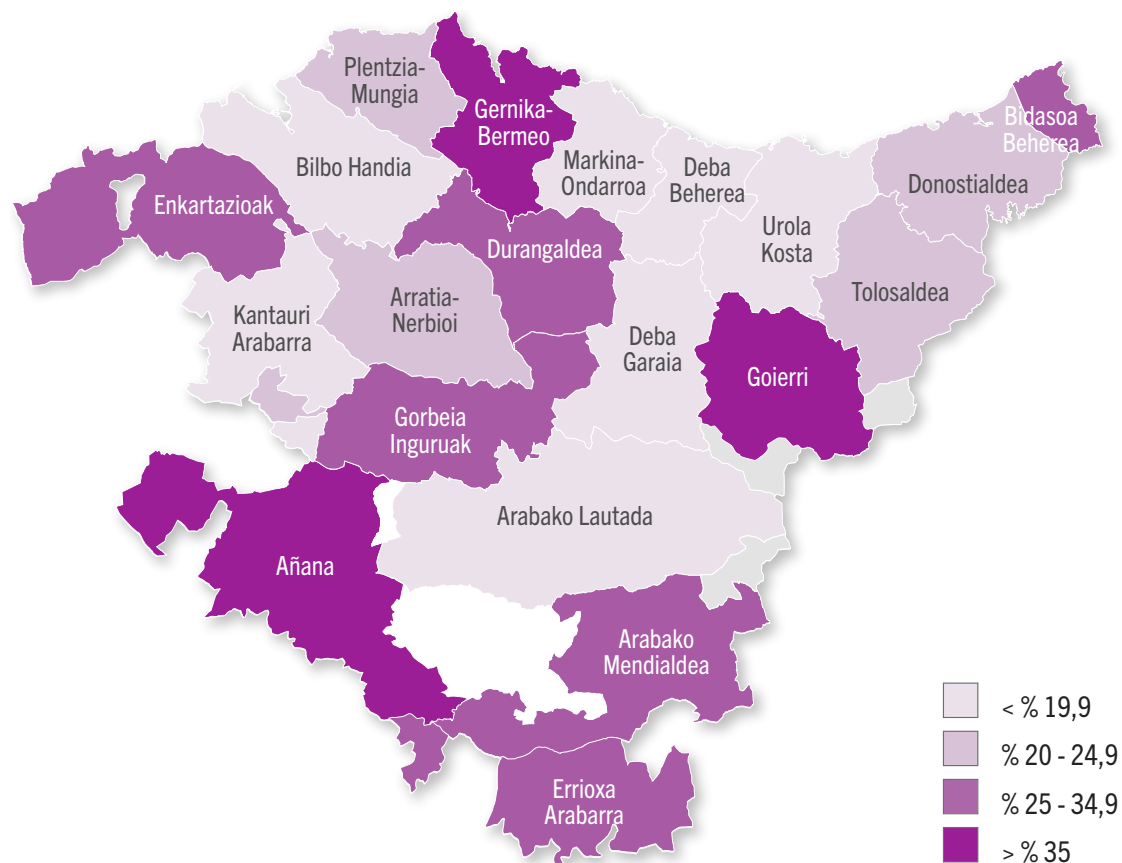 Plentzia-
Mungia
Gernika-
Bermeo
Bidasoa
Beherea
Bilbo Handia
Markina-
Ondarroa
Deba
Beherea
Donostialdea
Enkartazioak
Urola
Kosta
Durangaldea
Tolosaldea
Arratia-
Nerbioi
Kantauri
Arabarra
Deba
Garaia
Goierri
Gorbeia
Inguruak
Arabako Lautada
Añana
Arabako
Mendialdea
Errioxa
Arabarra
< % 19,9
% 20 - 24,9
% 25 - 34,9
> % 35